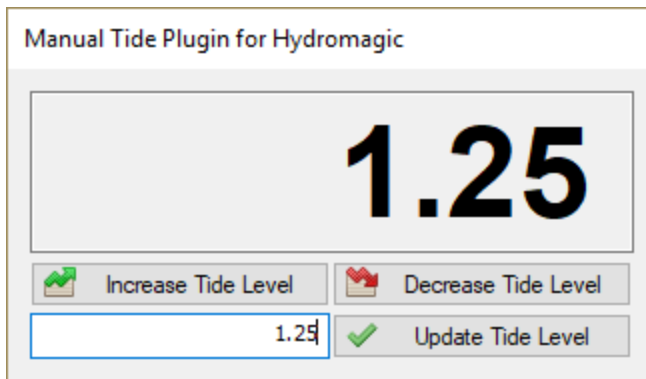 Manual Tide Plugin for Hydromagic
1.25
Increase Tide Level
Decrease Tide Level
1.25
Update Tide Level